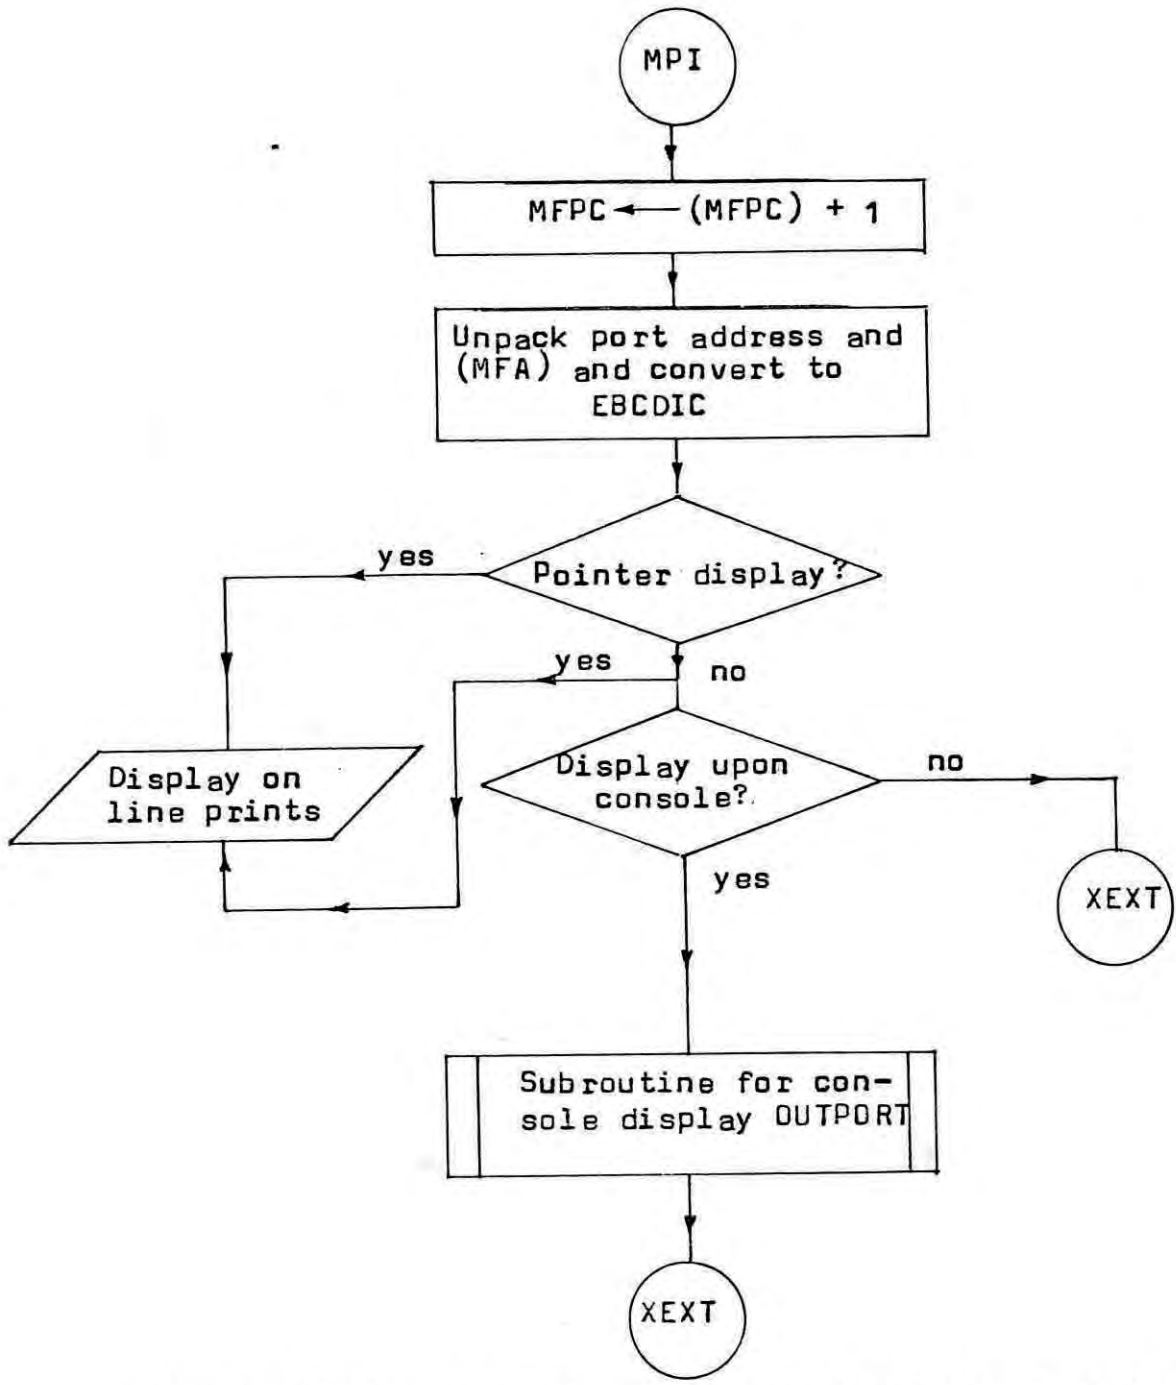 MPI
MFPC ← (MFPC) + 1
Unpack port address and
(MFA) and convert to
EBCDIC
yes
Pointer display?
yes
no
Display on
line prints
Display upon
console?
no
yes
XEXT
Subroutine for con-
sole display OUTPORT
XEXT